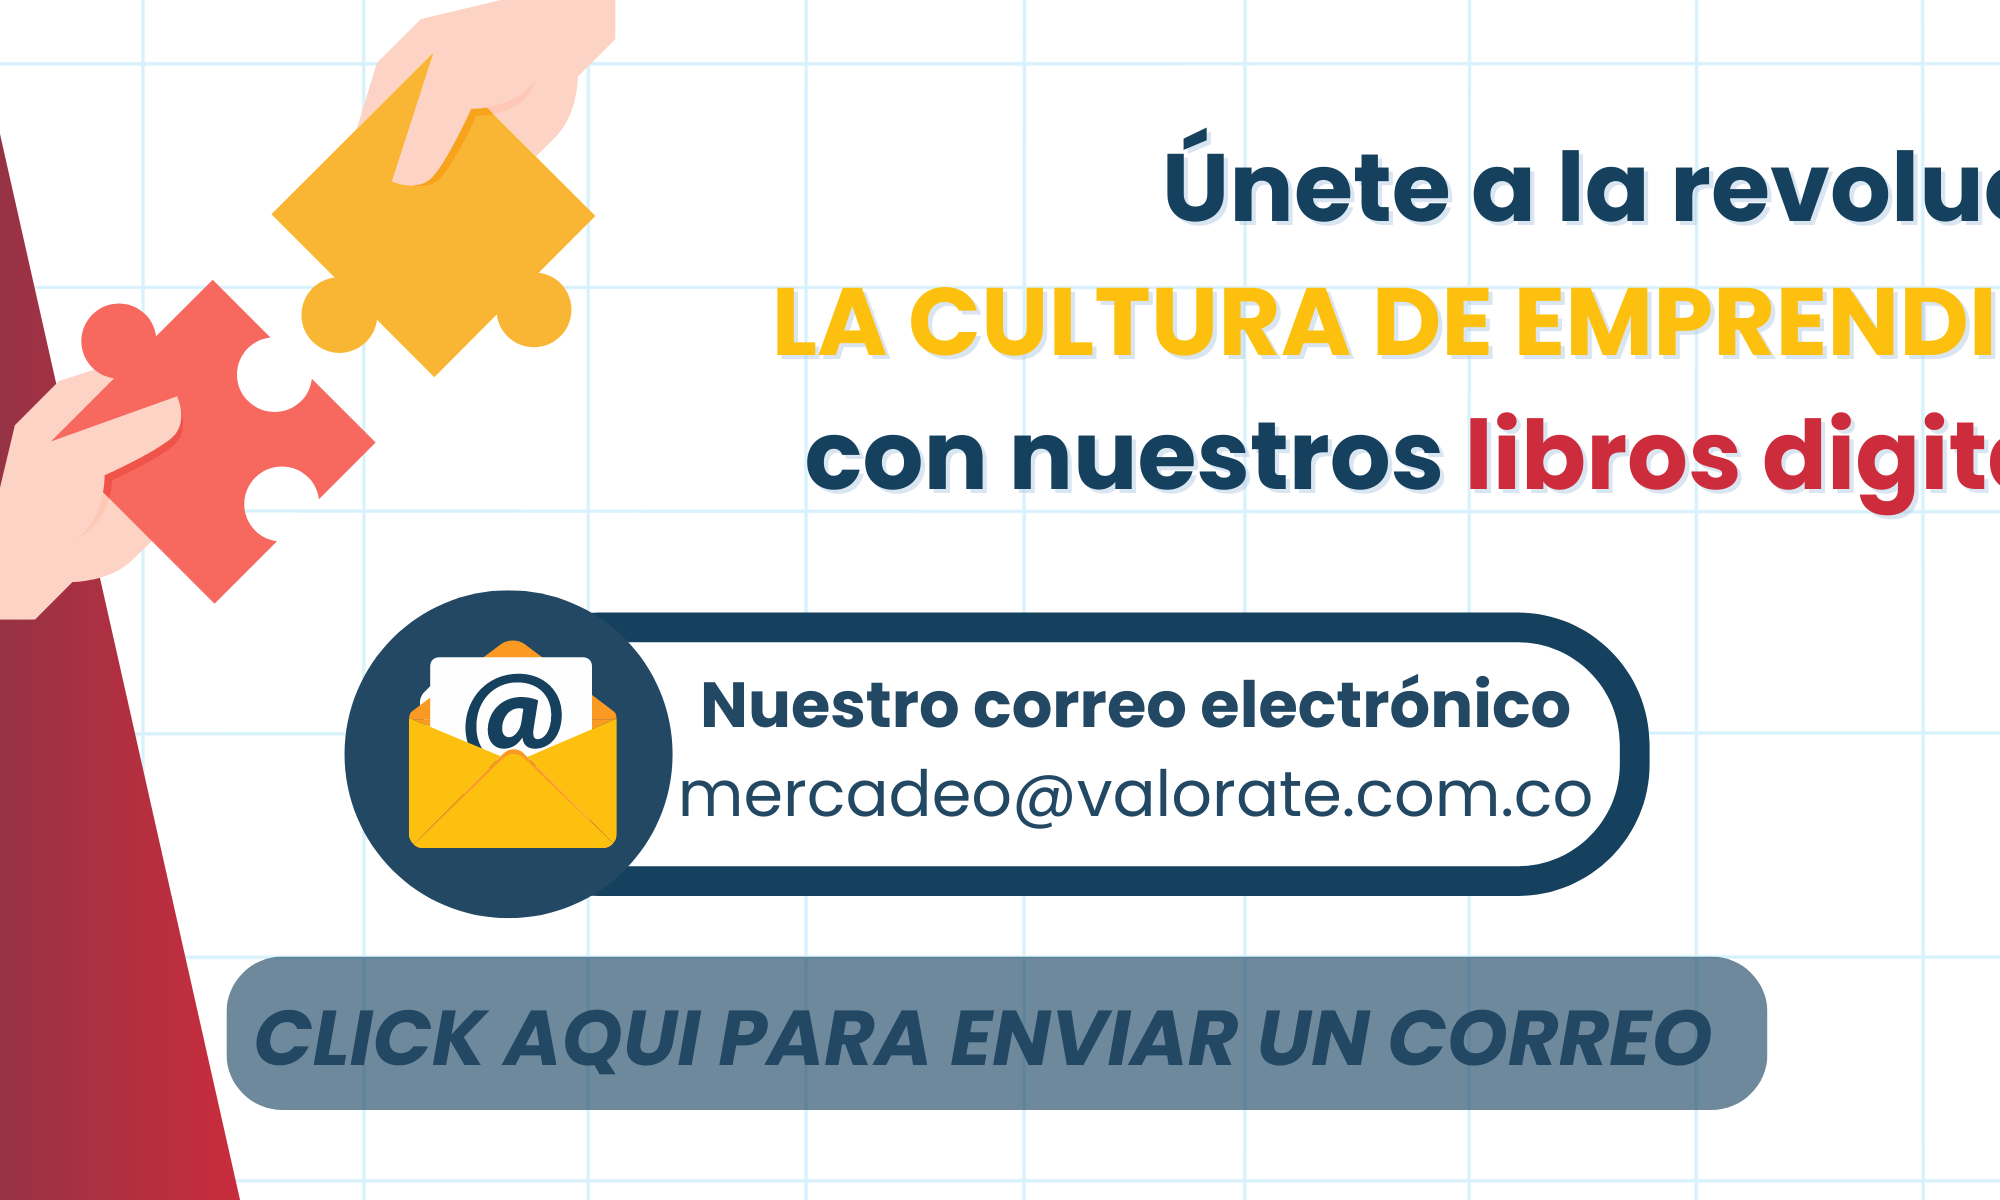 Únete a la
LA CULTURA DE
con nuestros libros
@
Nuestro correo electrónico
mercadeo@valorate.com.co
CLICK AQUI PARA ENVIAR UN CORREO